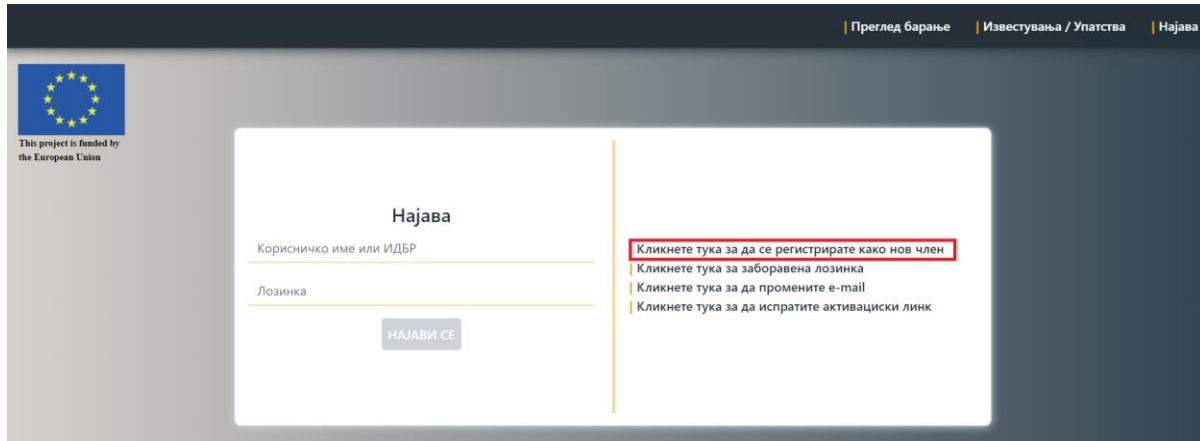 Преглед барање
Известувања / Упатства
Најава
This project is funded by
the European Union
Најава
Корисничко име или ИДБР
Лозинка
НАЈАВИ СЕ
Кликнете тука за да се регистрирате како нов член
Кликнете тука за заборавена лозинка
Кликнете тука за да промените e-mail
Кликнете тука за да испратите активациски линк